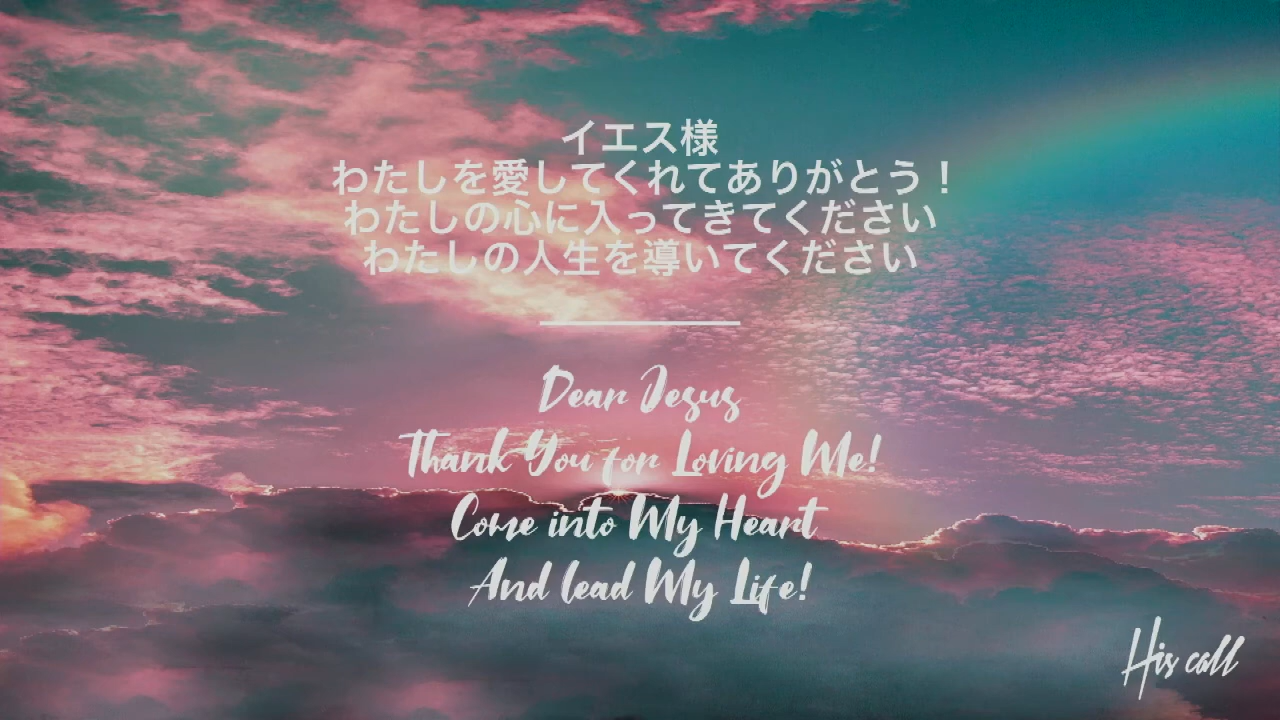 イエス様
わたしを愛してくれてありがとう！
わたしの心に入ってきてください
わたしの人生を導いてください
Dear Jesus
Thank You for Loving Me!
Come into My Heart
And lead My Life!
His call